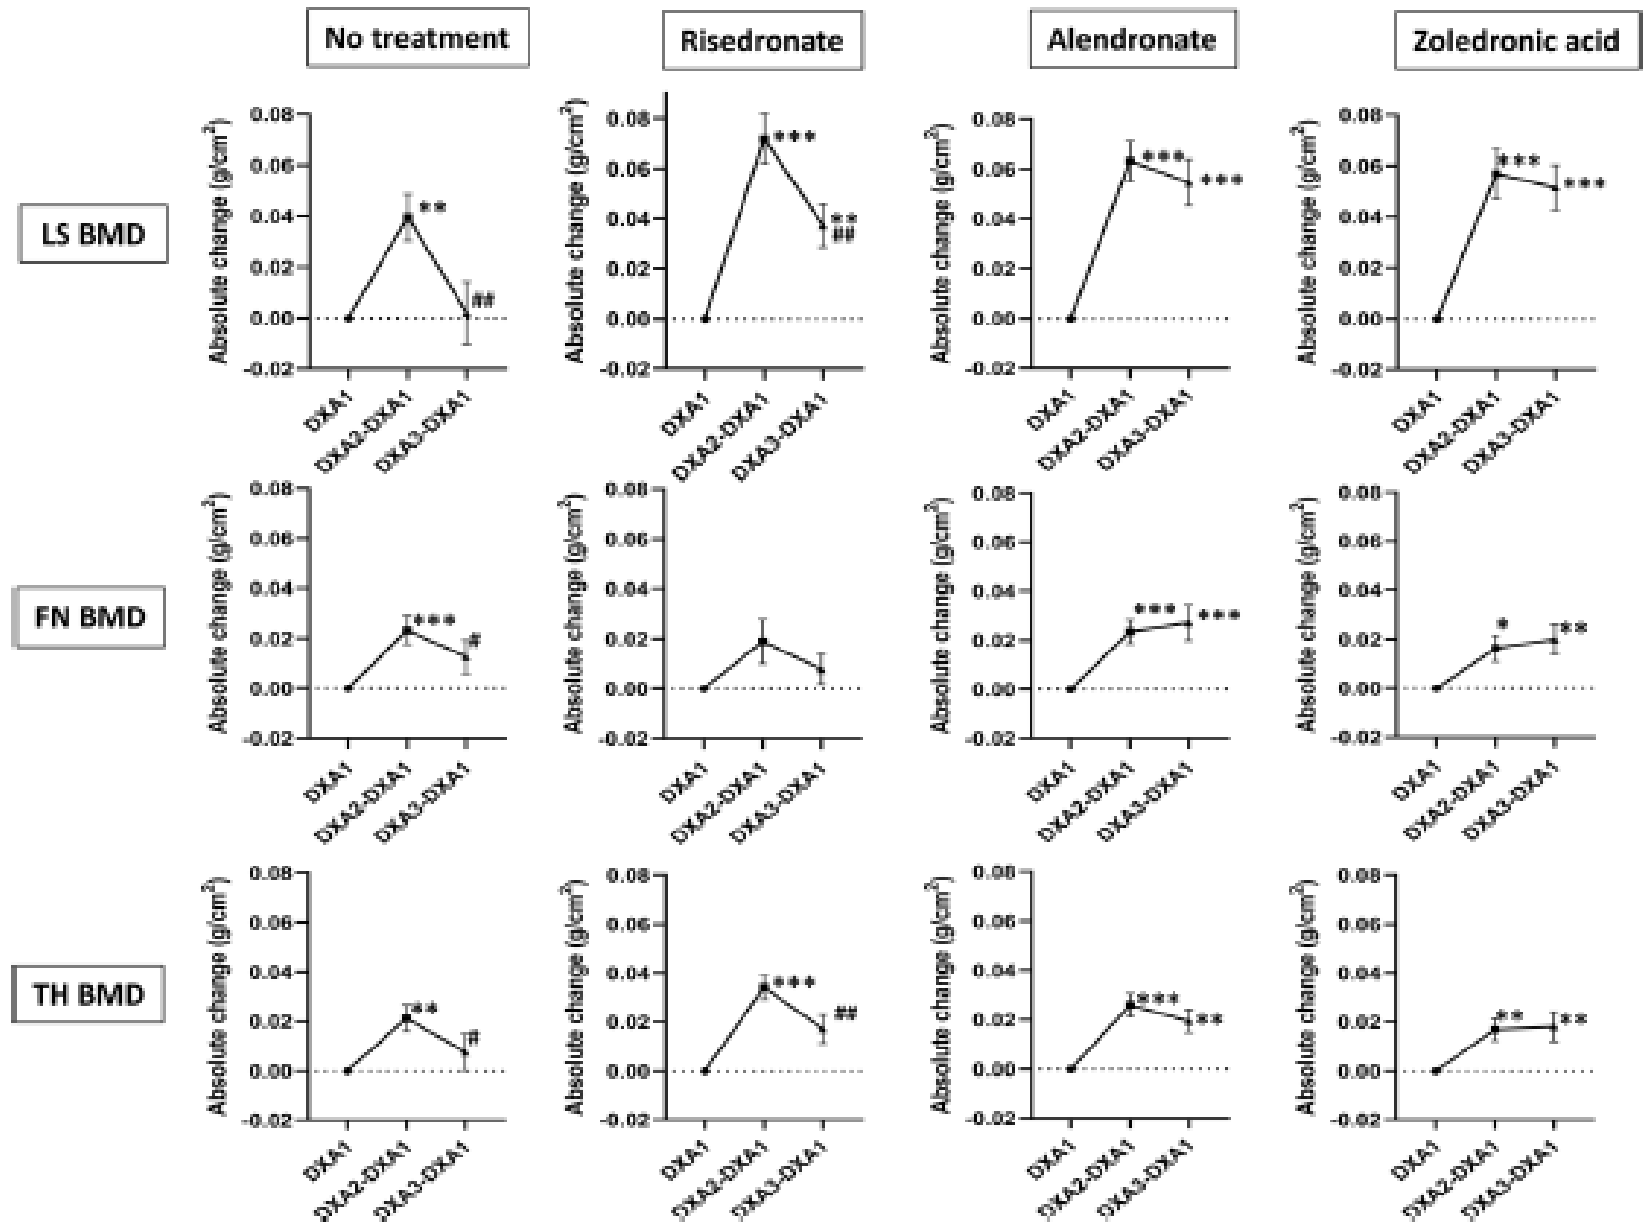 No treatment
Risedronate
Alendronate
Zoledronic acid
LS BMD
Absolute change (g/cm²)
0.08
0.06
0.04
0.02
0.00
-0.02
**
##
DXA1
DXA2-DXA1
DXA3-DXA1
Absolute change (g/cm²)
0.08
0.06
0.04
0.02
0.00
-0.02
***
**
##
DXA1
DXA2-DXA1
DXA3-DXA1
Absolute change (g/cm²)
0.08
0.06
0.04
0.02
0.00
-0.02
***
***
DXA1
DXA2-DXA1
DXA3-DXA1
Absolute change (g/cm²)
0.08
0.06
0.04
0.02
0.00
-0.02
***
***
DXA1
DXA2-DXA1
DXA3-DXA1
FN BMD
Absolute change (g/cm²)
0.08
0.06
0.04
0.02
0.00
-0.02
***
#
DXA1
DXA2-DXA1
DXA3-DXA1
Absolute change (g/cm²)
0.08
0.06
0.04
0.02
0.00
-0.02
DXA1
DXA2-DXA1
DXA3-DXA1
Absolute change (g/cm²)
0.08
0.06
0.04
0.02
0.00
-0.02
***
***
DXA1
DXA2-DXA1
DXA3-DXA1
Absolute change (g/cm²)
0.08
0.06
0.04
0.02
0.00
-0.02
*
**
DXA1
DXA2-DXA1
DXA3-DXA1
TH BMD
Absolute change (g/cm²)
0.08
0.06
0.04
0.02
0.00
-0.02
**
#
DXA1
DXA2-DXA1
DXA3-DXA1
Absolute change (g/cm²)
0.08
0.06
0.04
0.02
0.00
-0.02
***
##
DXA1
DXA2-DXA1
DXA3-DXA1
Absolute change (g/cm²)
0.08
0.06
0.04
0.02
0.00
-0.02
***
**
DXA1
DXA2-DXA1
DXA3-DXA1
Absolute change (g/cm²)
0.08
0.06
0.04
0.02
0.00
-0.02
**
**
DXA1
DXA2-DXA1
DXA3-DXA1